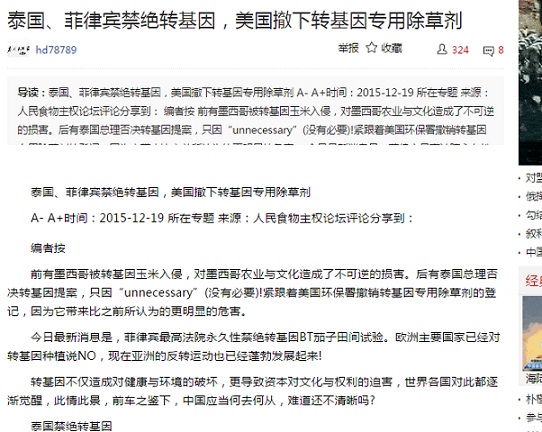 泰国、菲律宾禁绝转基因，美国撤下转基因专用除草剂
hd78789
举报 ☆ 收藏 324 8
导读：泰国、菲律宾禁绝转基因，美国撤下转基因专用除草剂 A- A+时间：2015-12-19 所在专题 来源：
人民食物主权论坛评论分享到： 编者按 前有墨西哥被转基因玉米入侵，对墨西哥农业与文化造成了不可逆
的损害。后有泰国总理否决转基因提案，只因“unnecessary”(没有必要)!紧跟着美国环保署撤销转基因
泰国、菲律宾禁绝转基因，美国撤下转基因专用除草剂
A- A+时间：2015-12-19 所在专题 来源：人民食物主权论坛评论分享到：
编者按
前有墨西哥被转基因玉米入侵，对墨西哥农业与文化造成了不可逆的损害。后有泰国总理否
决转基因提案，只因“unnecessary”(没有必要)!紧跟着美国环保署撤销转基因专用除草剂的登
记，因为它带来比之前所认为的更明显的危害。
今日最新消息是，菲律宾最高法院永久性禁绝转基因BT茄子田间试验。欧洲主要国家已经对
转基因种植说NO，现在亚洲的反转运动也已经蓬勃发展起来!
转基因不仅造成对健康与环境的破坏，更导致资本对文化与权利的迫害，世界各国对此都逐
渐觉醒，此情此景，前车之鉴下，中国应当何去何从，难道还不清晰吗?
泰国禁绝转基因
对
俄
勾结
叙利
中国
经
海阳
朴
参与